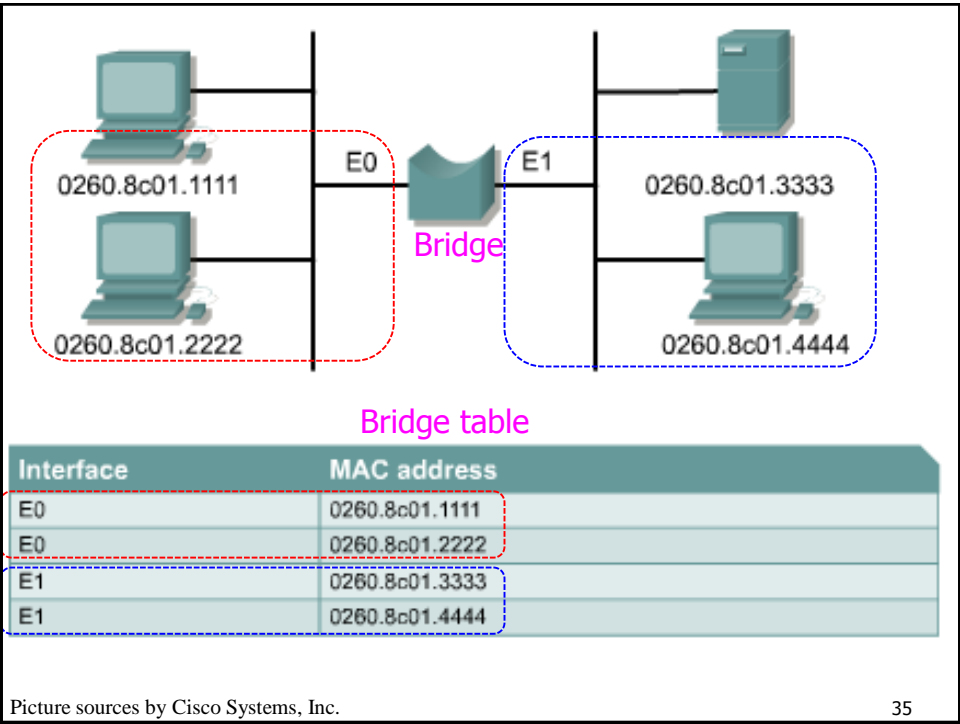 E0
E1
0260.8c01.1111
0260.8c01.3333
Bridge
0260.8c01.2222
0260.8c01.4444
Bridge table
Interface MAC address
E0 0260.8c01.1111
E0 0260.8c01.2222
E1 0260.8c01.3333
E1 0260.8c01.4444
Picture sources by Cisco Systems, Inc.
35